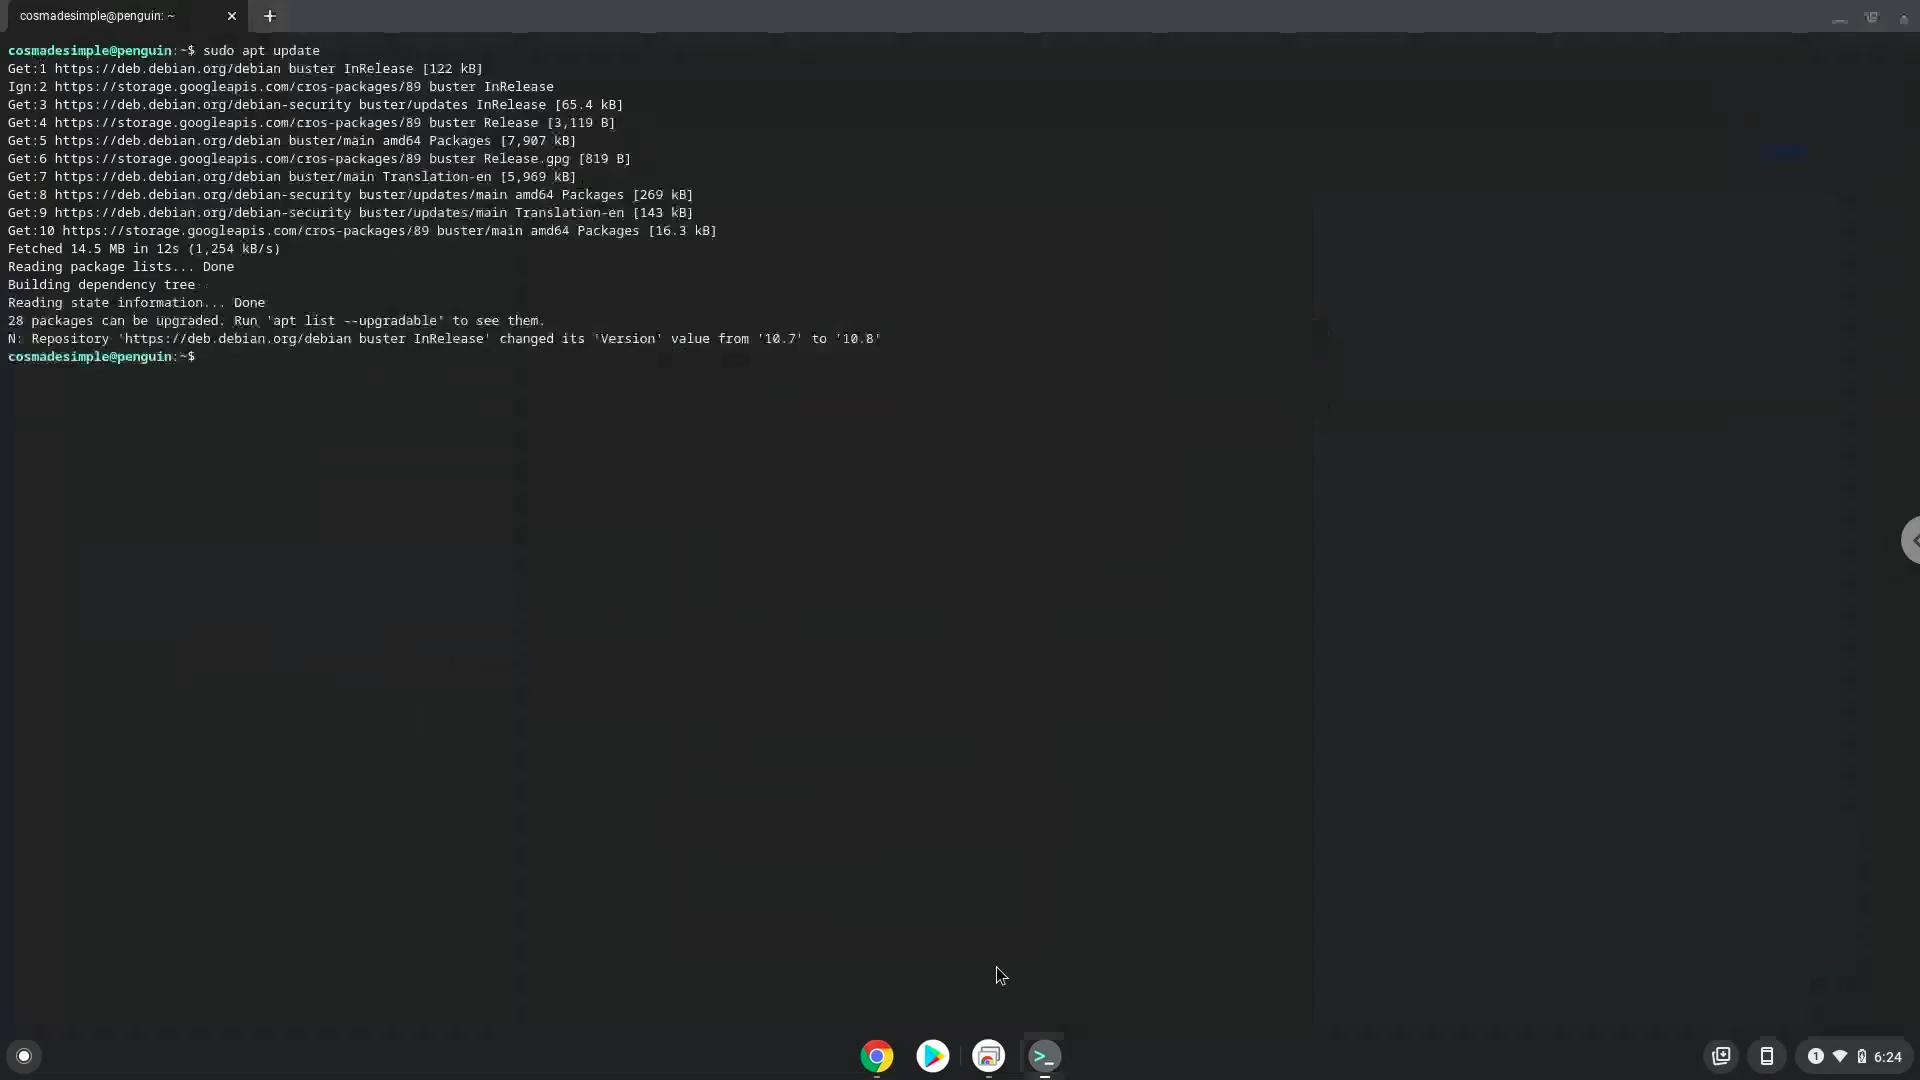 cosmadesimple@penguin: ~
cosmadesimple@penguin:~$ sudo apt update
Get:1 https://deb.debian.org/debian buster InRelease [122 kB]
Ign:2 https://storage.googleapis.com/cros-packages/89 buster InRelease
Get:3 https://deb.debian.org/debian-security buster/updates InRelease [65.4 kB]
Get:4 https://storage.googleapis.com/cros-packages/89 buster Release [3,119 B]
Get:5 https://deb.debian.org/debian buster/main amd64 Packages [7,907 kB]
Get:6 https://storage.googleapis.com/cros-packages/89 buster Release.gpg [819 B]
Get:7 https://deb.debian.org/debian buster/main Translation-en [5,969 kB]
Get:8 https://deb.debian.org/debian-security buster/updates/main amd64 Packages [269 kB]
Get:9 https://deb.debian.org/debian-security buster/updates/main Translation-en [143 kB]
Get:10 https://storage.googleapis.com/cros-packages/89 buster/main amd64 Packages [16.3 kB]
Fetched 14.5 MB in 12s (1,254 kB/s)
Reading package lists... Done
Building dependency tree
Reading state information... Done
28 packages can be upgraded. Run 'apt list --upgradable' to see them.
N: Repository 'https://deb.debian.org/debian buster InRelease' changed its 'Version' value from '10.7' to '10.8'
cosmadesimple@penguin:~$
1 6:24